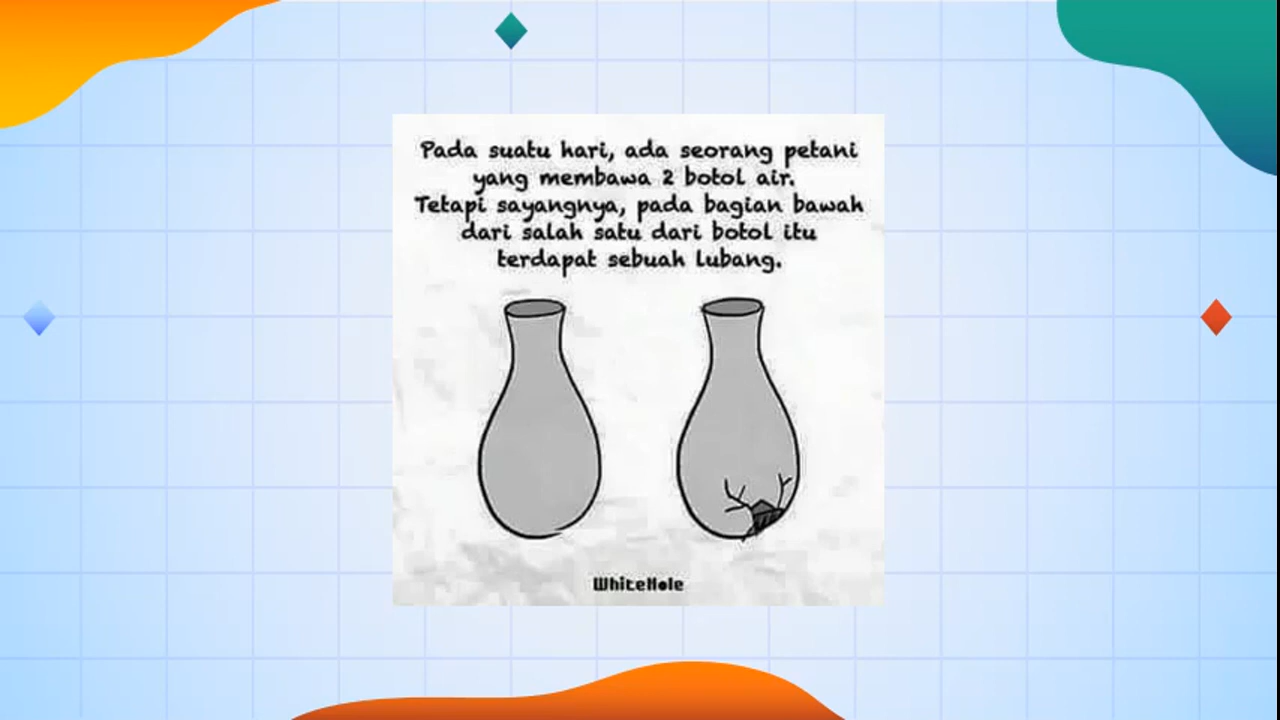 Pada suatu hari, ada seorang petani
yang membawa 2 botol air.
Tetapi sayangnya, pada bagian bawah
dari salah satu dari botol itu
terdapat sebuah lubang.
WhiteHole